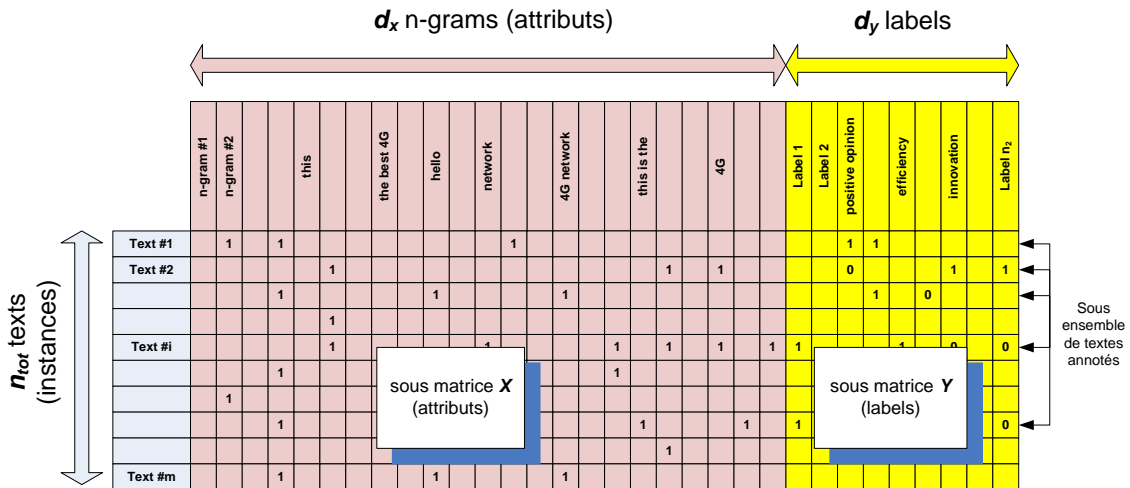 dx n-grams (attributs) dy labels
n-gram #1
n-gram #2
this
the best 4G
hello
network
4G network
this is the
4G
Label 1
Label 2
positive opinion
efficiency
innovation
Label n2
ntot texts
(instances)
Text #1 1 1 1 1 1
Text #2 1 1 1 0 1 1
1 1 1 1 0
1
Text #i 1 1 1 1 1 1 1 1 0 0
1 1
1
1 1 1 1 0
1
Text #m 1 1 1
sous matrice X
(attributs)
sous matrice Y
(labels)
Sous
ensemble
de textes
annotés